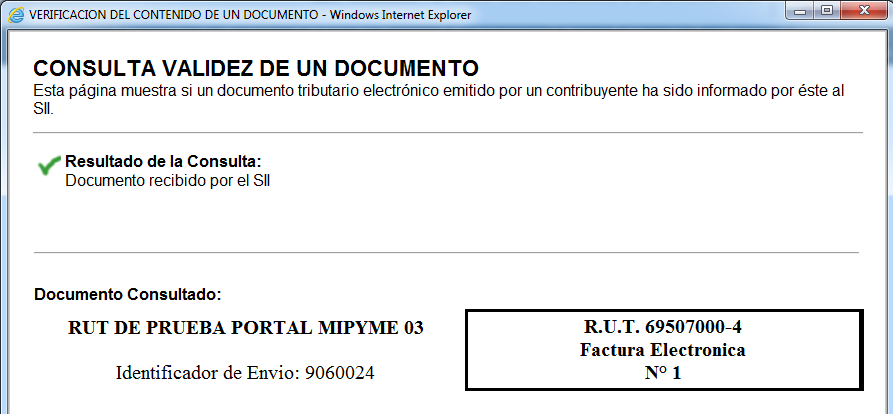 VERIFICACION DEL CONTENIDO DE UN DOCUMENTO - Windows Internet Explorer
CONSULTA VALIDEZ DE UN DOCUMENTO
Esta página muestra si un documento tributario electrónico emitido por un contribuyente ha sido informado por éste al
SII.
Resultado de la Consulta:
Documento recibido por el SII
Documento Consultado:
RUT DE PRUEBA PORTAL MIPYME 03
Identificador de Envio: 9060024
R.U.T. 69507000-4
Factura Electronica
N° 1